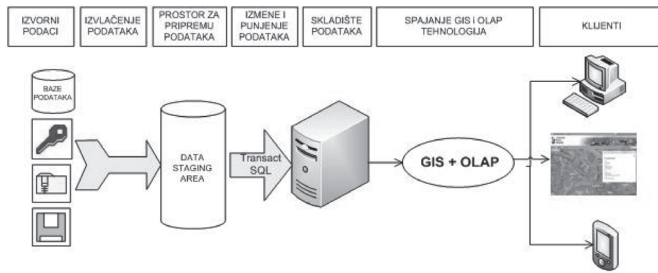 IZVORNI
PODACI
IZVLAČENJE
PODATAKA
PROSTOR ZA
PRIPREMU
PODATAKA
IZMENE I
PUNJENJE
PODATAKA
SKLADIŠTE
PODATAKA
SPAJANJE GIS i OLAP
TEHNOLOGIJA
KLIJENTI
BAZE
PODATAKA
DATA
STAGING
AREA
Transact
SQL
GIS + OLAP